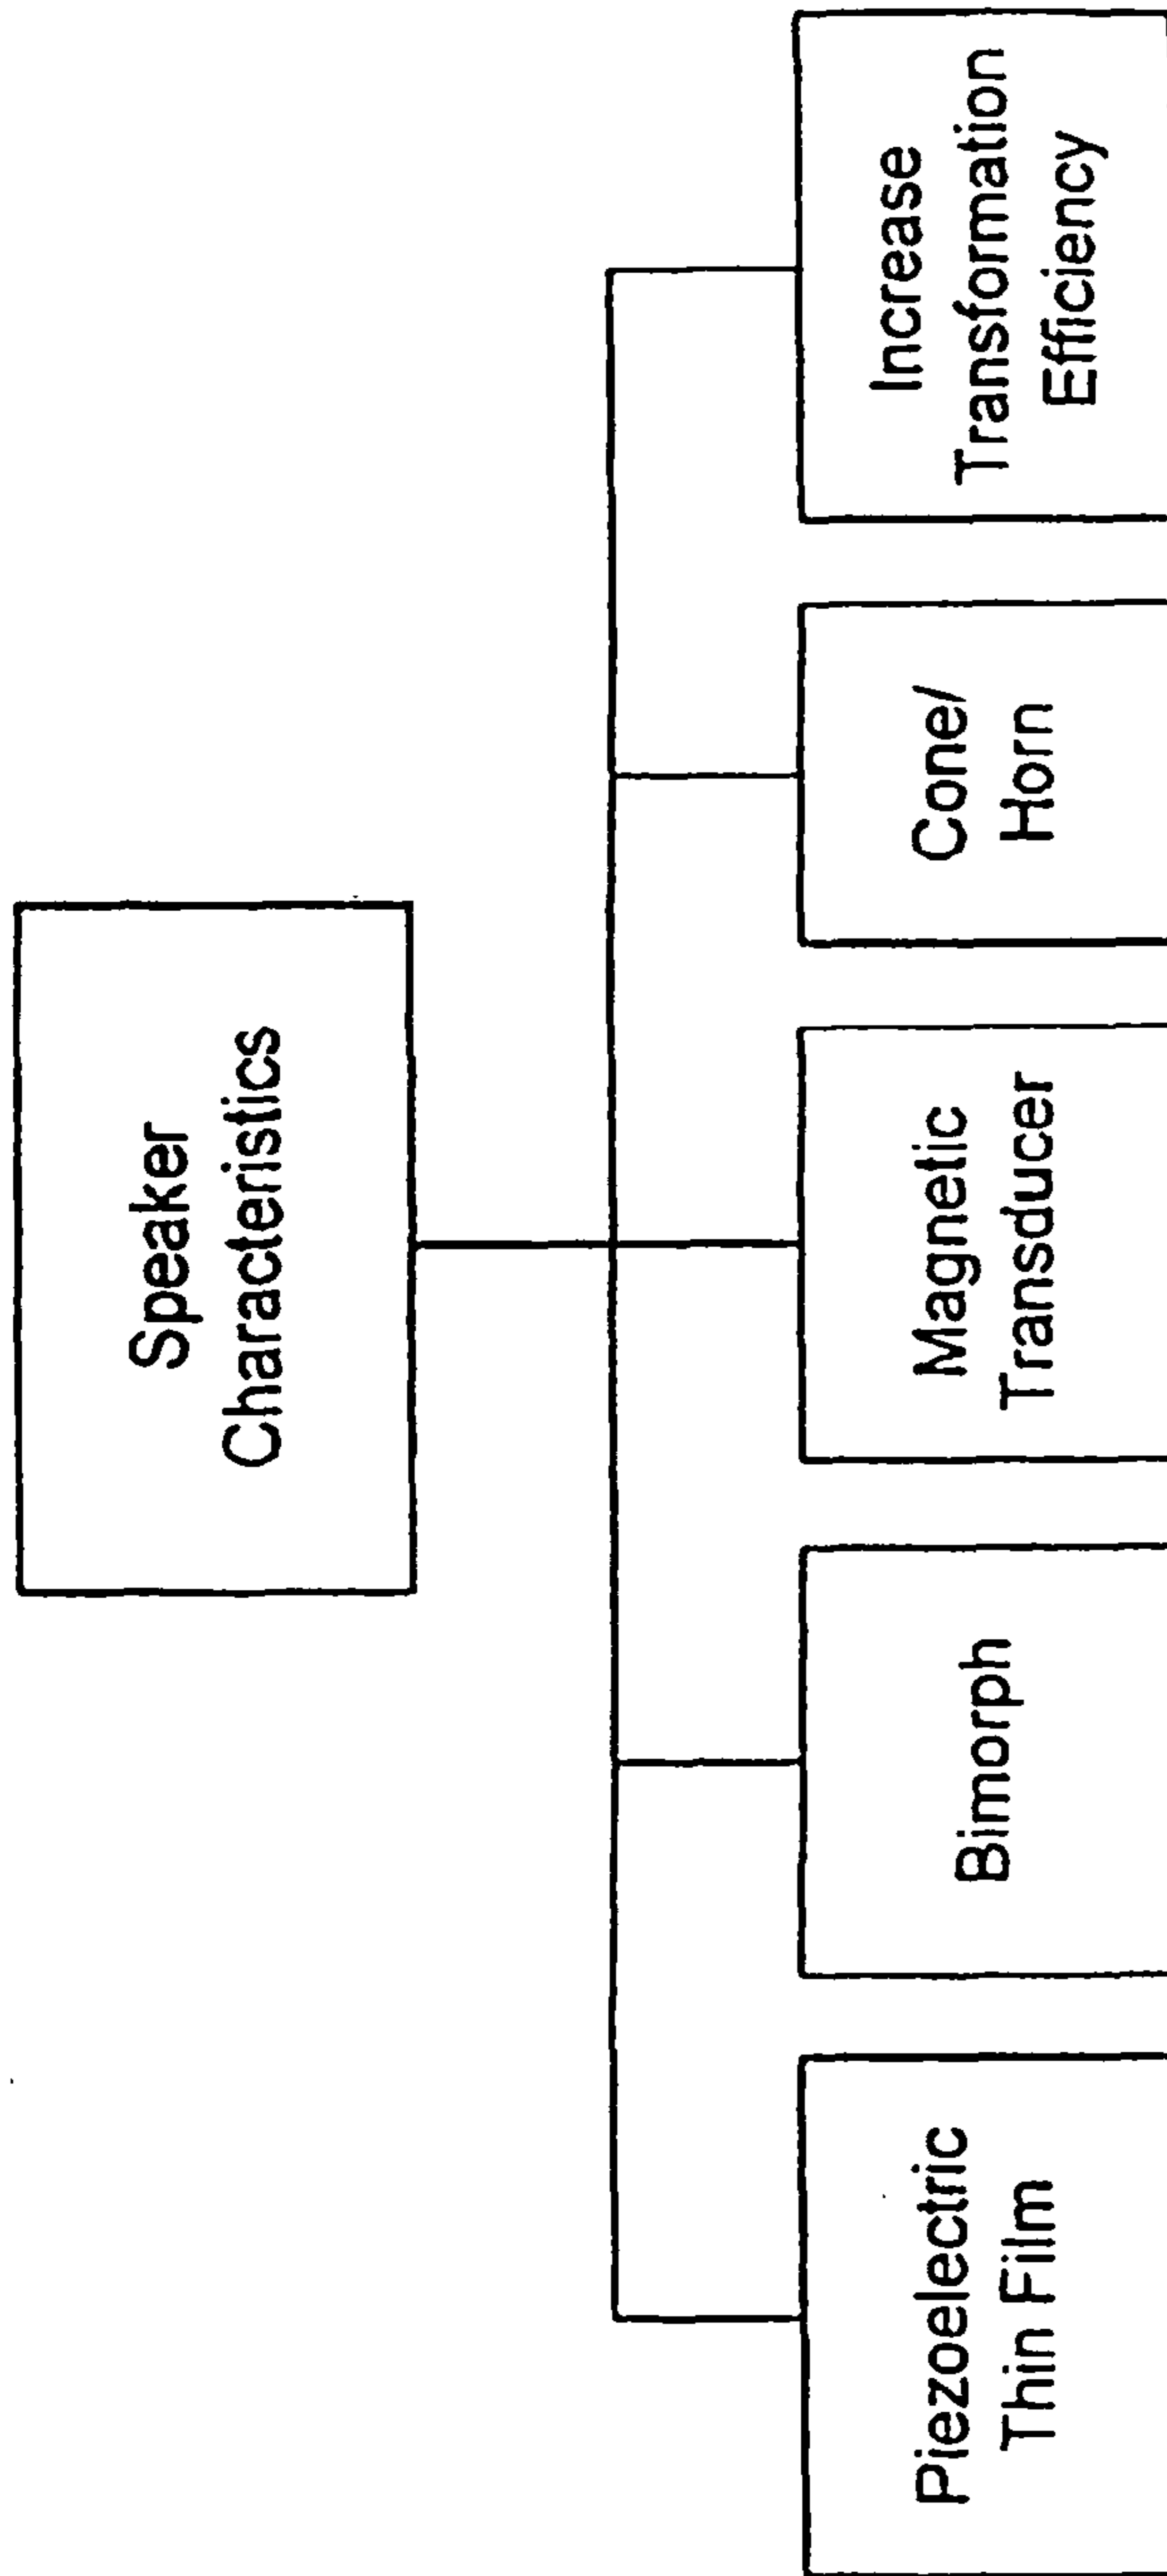 Speaker
Characteristics
Piezoelectric
Thin Film
Bimorph
Magnetic
Transducer
Cone/
Horn
Increase
Transformation
Efficiency